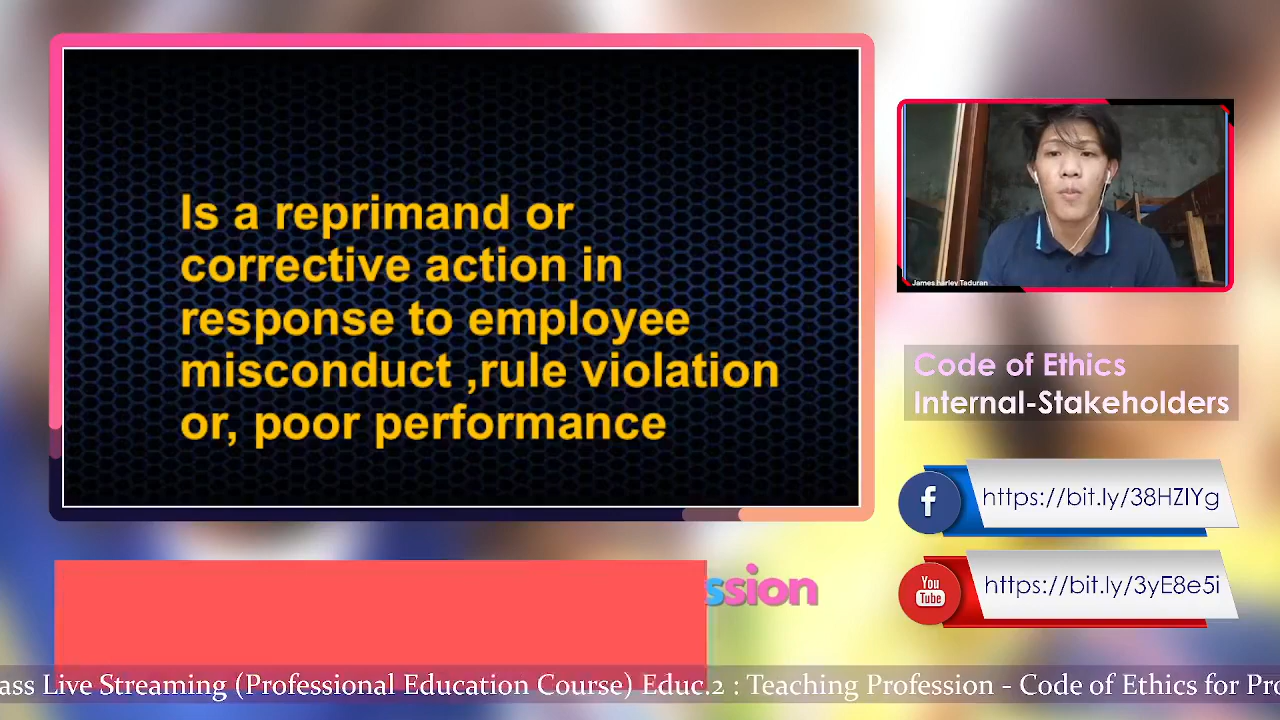 Is a reprimand or
corrective action in
response to employee
misconduct ,rule violation
or, poor performance
James harley Taduran
Code of Ethics
Internal-Stakeholders
f
https://bit.ly/38HZIYg
You
Tube
https://bit.ly/3yE8e5i
ssion
ass Live Streaming (Professional Education Course) Educ.2 : Teaching Profession - Code of Ethics for Pro